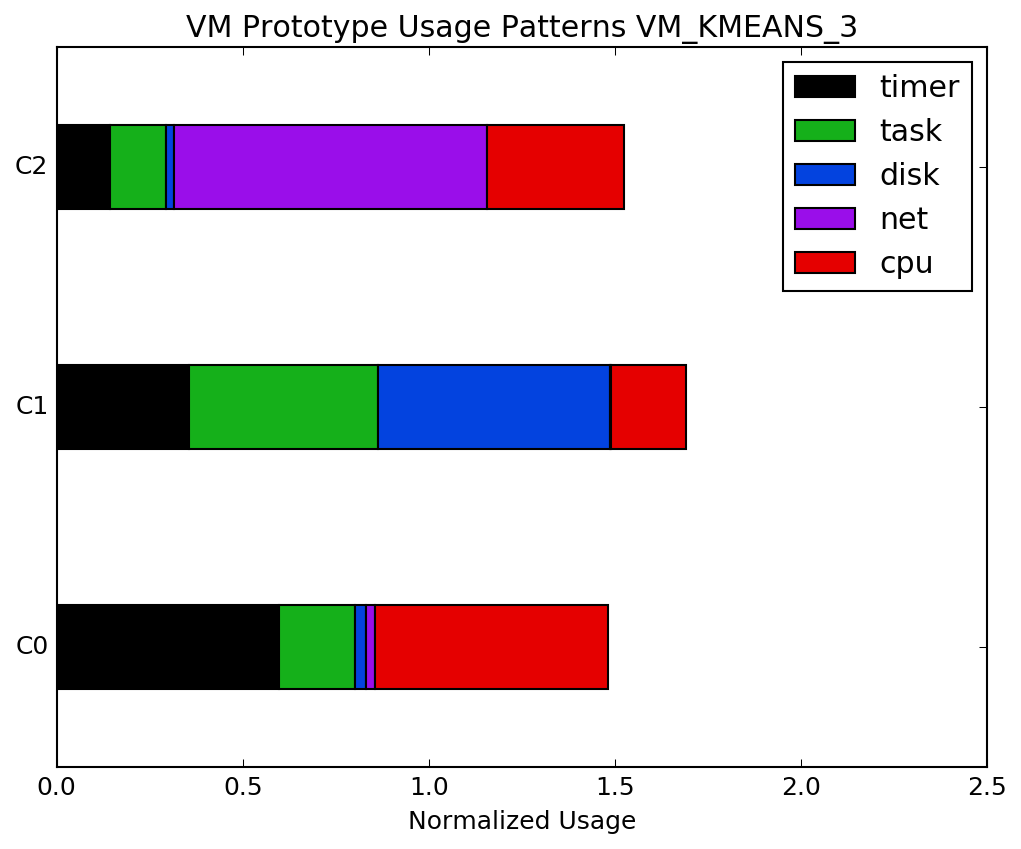 VM Prototype Usage Patterns VM_KMEANS_3
timer
task
disk
net
cpu
C2
C1
C0
0.0 0.5 1.0 1.5 2.0 2.5
Normalized Usage